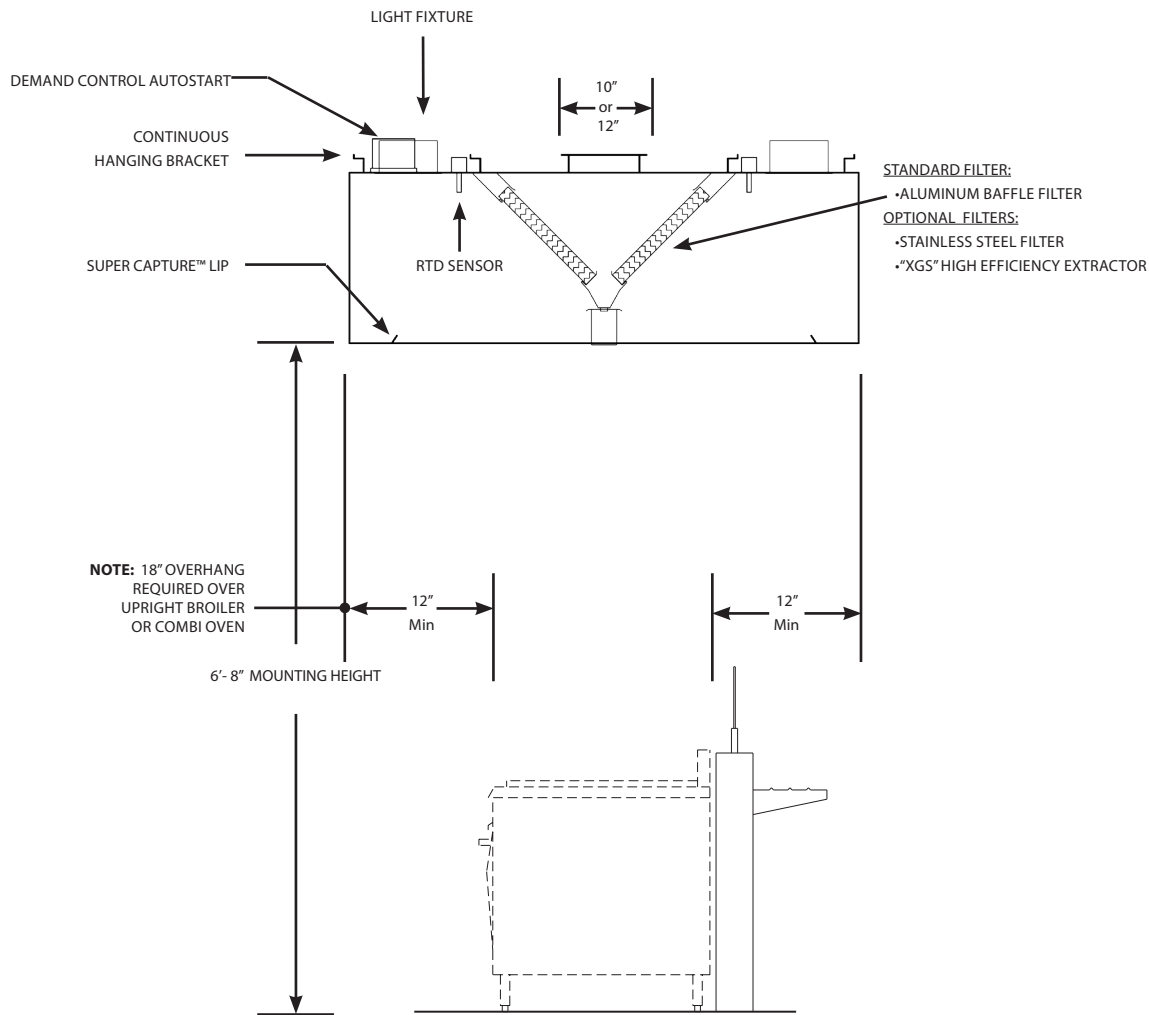 LIGHT FIXTURE
DEMAND CONTROL AUTOSTART
10”
or
12”
CONTINUOUS
HANGING BRACKET
STANDARD FILTER:
•ALUMINUM BAFFLE FILTER
OPTIONAL FILTERS:
•STAINLESS STEEL FILTER
•“XGS” HIGH EFFICIENCY EXTRACTOR
SUPER CAPTURE™ LIP
RTD SENSOR
NOTE: 18” OVERHANG
REQUIRED OVER
UPRIGHT BROILER
OR COMBI OVEN
12”
Min
12”
Min
6’- 8” MOUNTING HEIGHT